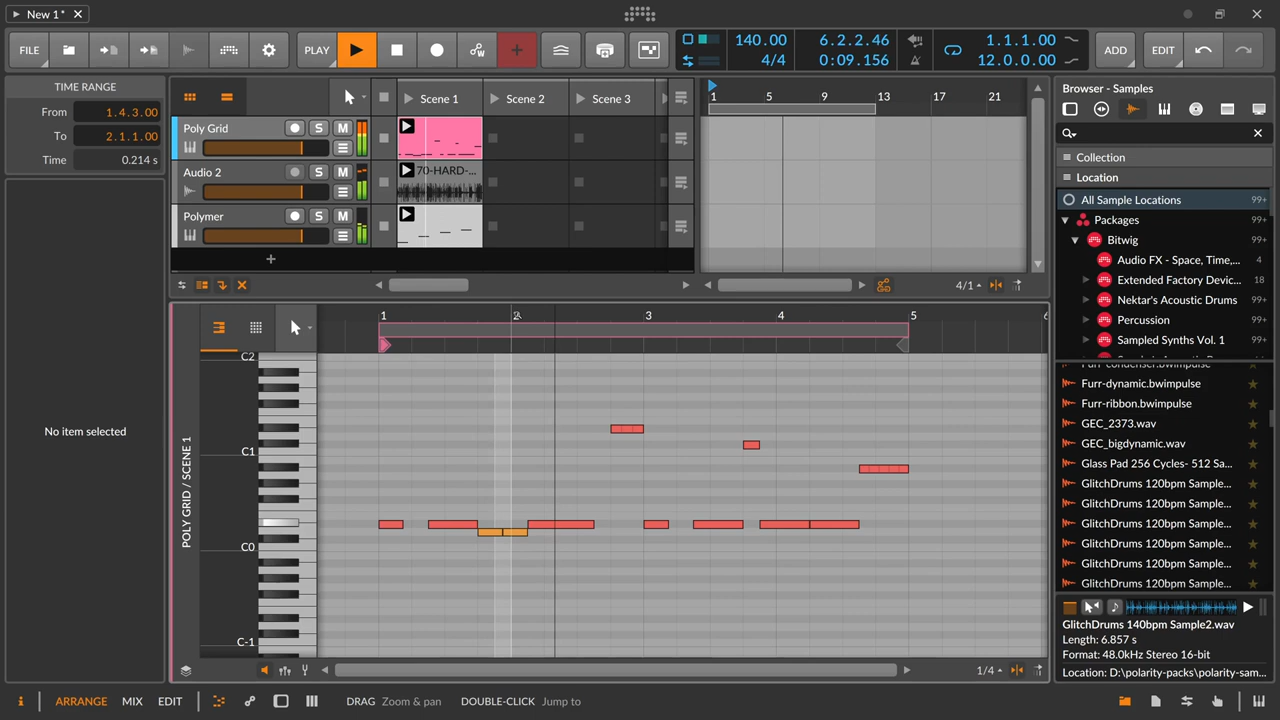 New 1*
FILE
PLAY
140.00
4/4
6.2.2.46
0:09.156
1.1.1.00
12.0.0.00
ADD
EDIT
TIME RANGE
From 1.4.3.00
To 2.1.1.00
Time 0.214 s
No item selected
Scene 1
Scene 2
Scene 3
Poly Grid
S M
Audio 2
S M
70-HARD-...
Polymer
S M
+
1 5 9 13 17 21
4/1
POLY GRID / SCENE 1
1 2 3 4 5 6
C2
C1
C0
C-1
1/4
Browser - Samples
Collection
Location
All Sample Locations 99+
Packages 99+
Bitwig 99+
Audio FX - Space, Time,... 4
Extended Factory Devic... 18
Nektar's Acoustic Drums 99+
Percussion 99+
Sampled Synths Vol. 1 99+
Furr-condenser.bwimpulse
Furr-dynamic.bwimpulse
Furr-ribbon.bwimpulse
GEC_2373.wav
GEC_bigdynamic.wav
Glass Pad 256 Cycles- 512 Sa...
GlitchDrums 120bpm Sample...
GlitchDrums 120bpm Sample...
GlitchDrums 120bpm Sample...
GlitchDrums 120bpm Sample...
GlitchDrums 120bpm Sample...
GlitchDrums 120bpm Sample...
GlitchDrums 140bpm Sample2.wav
Length: 6.857 s
Format: 48.0kHz Stereo 16-bit
Location: D:\polarity-packs\polarity-sam...
i
ARRANGE
MIX
EDIT
DRAG Zoom & pan
DOUBLE-CLICK Jump to